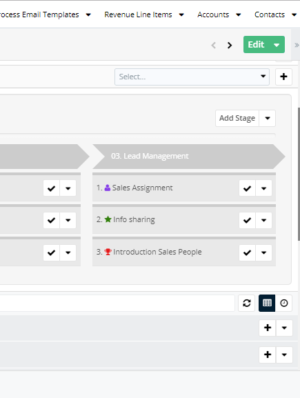 rocess Email Templates Revenue Line Items Accounts Contacts
Edit
Select...
Add Stage
03. Lead Management
1. Sales Assignment
2. Info sharing
3. Introduction Sales People